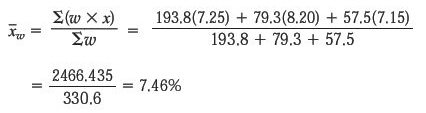 x̄w = Σ(w × x) / Σw = 193.8(7.25) + 79.3(8.20) + 57.5(7.15) / 193.8 + 79.3 + 57.5
= 2466.435 / 330.6 = 7.46%